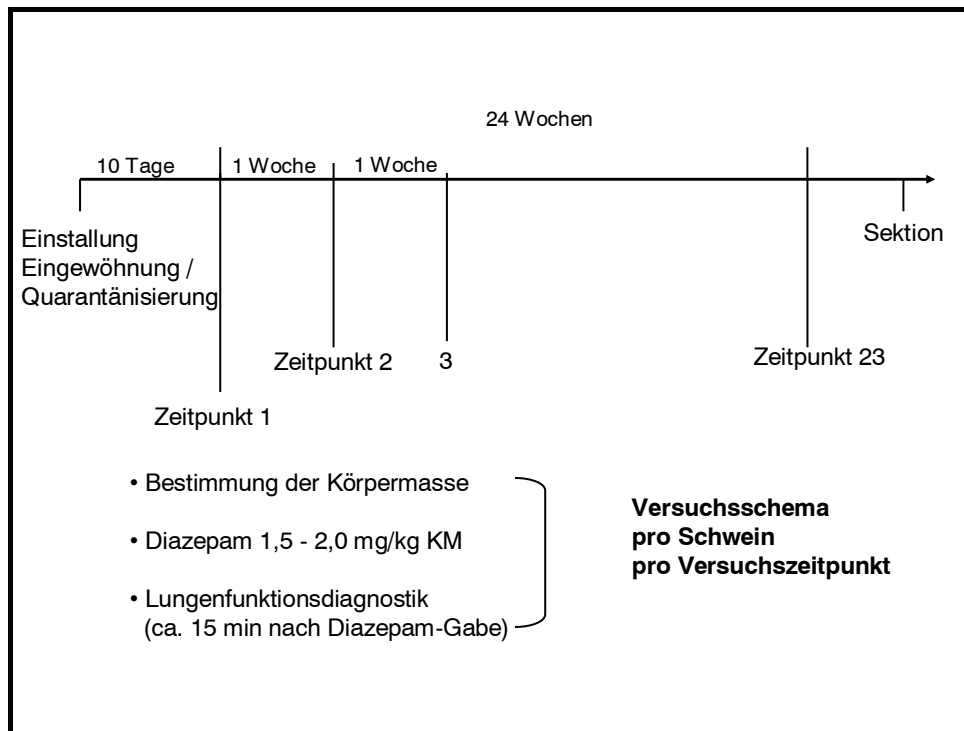 24 Wochen
10 Tage
1 Woche
1 Woche
Einstallung
Eingewöhnung /
Quarantänisierung
Sektion
Zeitpunkt 2
3
Zeitpunkt 23
Zeitpunkt 1
• Bestimmung der Körpermasse
• Diazepam 1,5 - 2,0 mg/kg KM
• Lungenfunktionsdiagnostik
(ca. 15 min nach Diazepam-Gabe)
Versuchsschema
pro Schwein
pro Versuchszeitpunkt